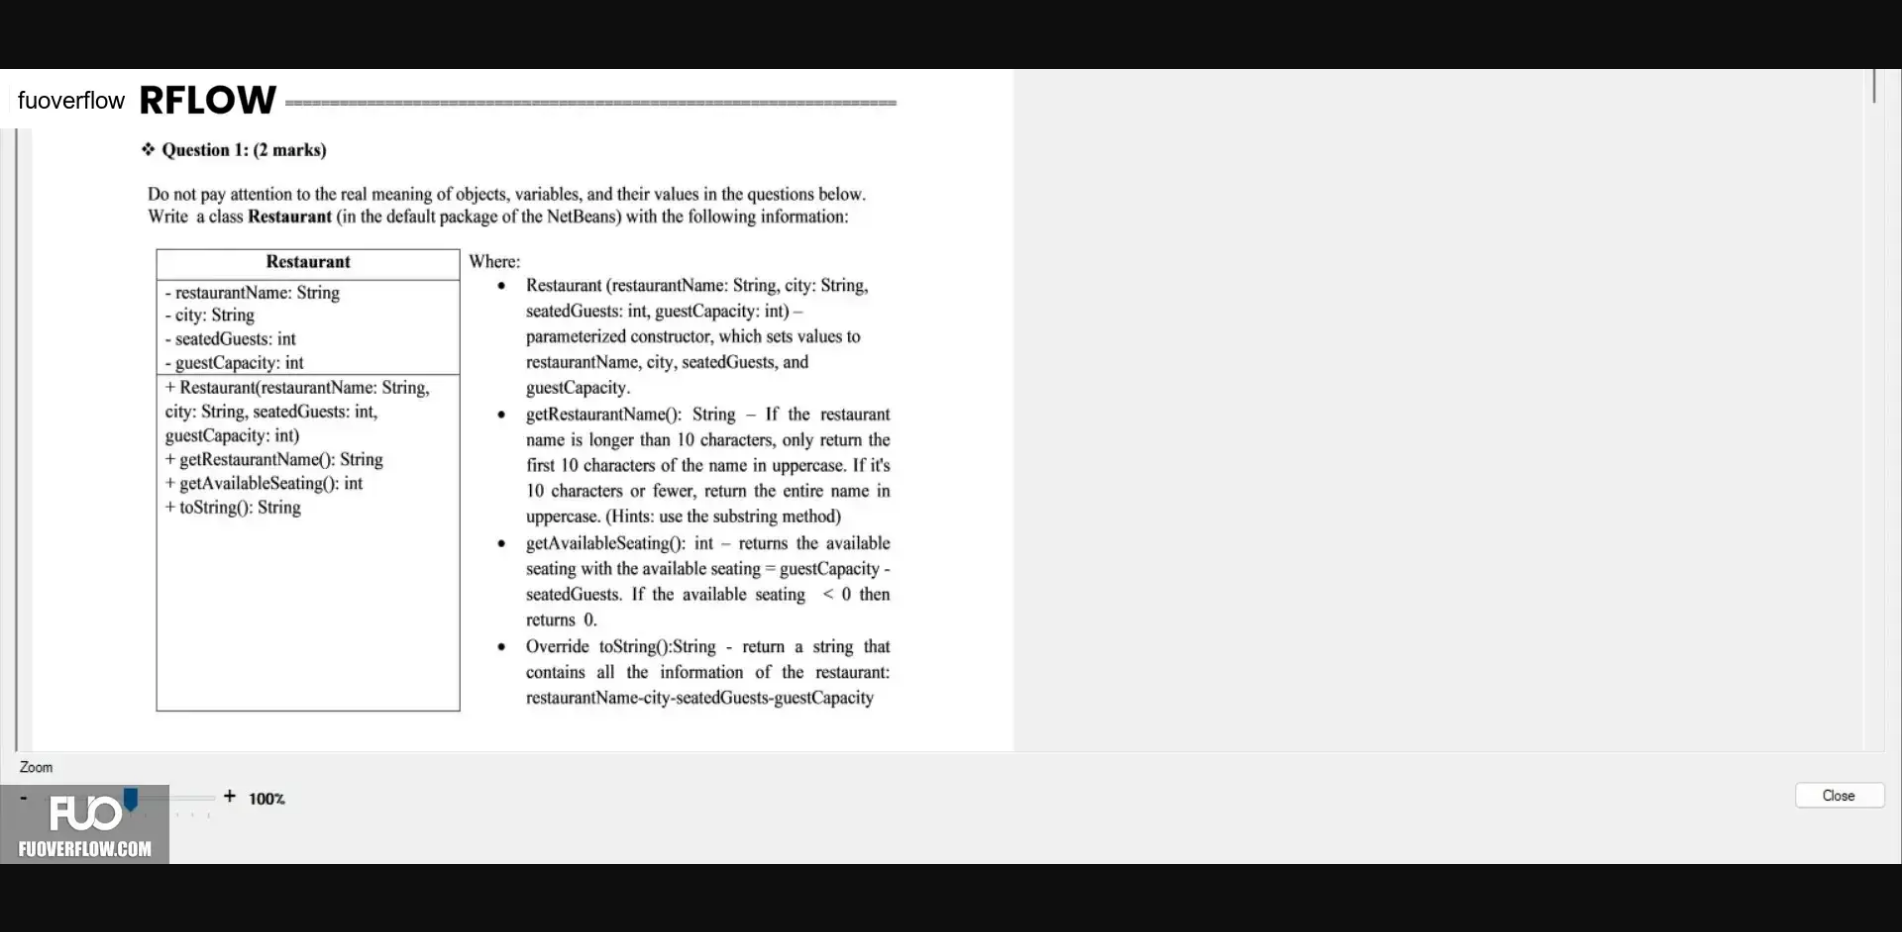 fuoverflow RFLOW
❖ Question 1: (2 marks)
Do not pay attention to the real meaning of objects, variables, and their values in the questions below.
Write a class Restaurant (in the default package of the NetBeans) with the following information:
Restaurant
- restaurantName: String
- city: String
- seatedGuests: int
- guestCapacity: int
+ Restaurant(restaurantName: String,
city: String, seatedGuests: int,
guestCapacity: int)
+ getRestaurantName(): String
+ getAvailableSeating(): int
+ toString(): String
Where:
• Restaurant (restaurantName: String, city: String,
seatedGuests: int, guestCapacity: int) –
parameterized constructor, which sets values to
restaurantName, city, seatedGuests, and
guestCapacity.
• getRestaurantName(): String – If the restaurant
name is longer than 10 characters, only return the
first 10 characters of the name in uppercase. If it's
10 characters or fewer, return the entire name in
uppercase. (Hints: use the substring method)
• getAvailableSeating(): int – returns the available
seating with the available seating = guestCapacity -
seatedGuests. If the available seating < 0 then
returns 0.
• Override toString():String - return a string that
contains all the information of the restaurant:
restaurantName-city-seatedGuests-guestCapacity
Zoom
- + 100%
Close
FUO
FUOVERFLOW.COM